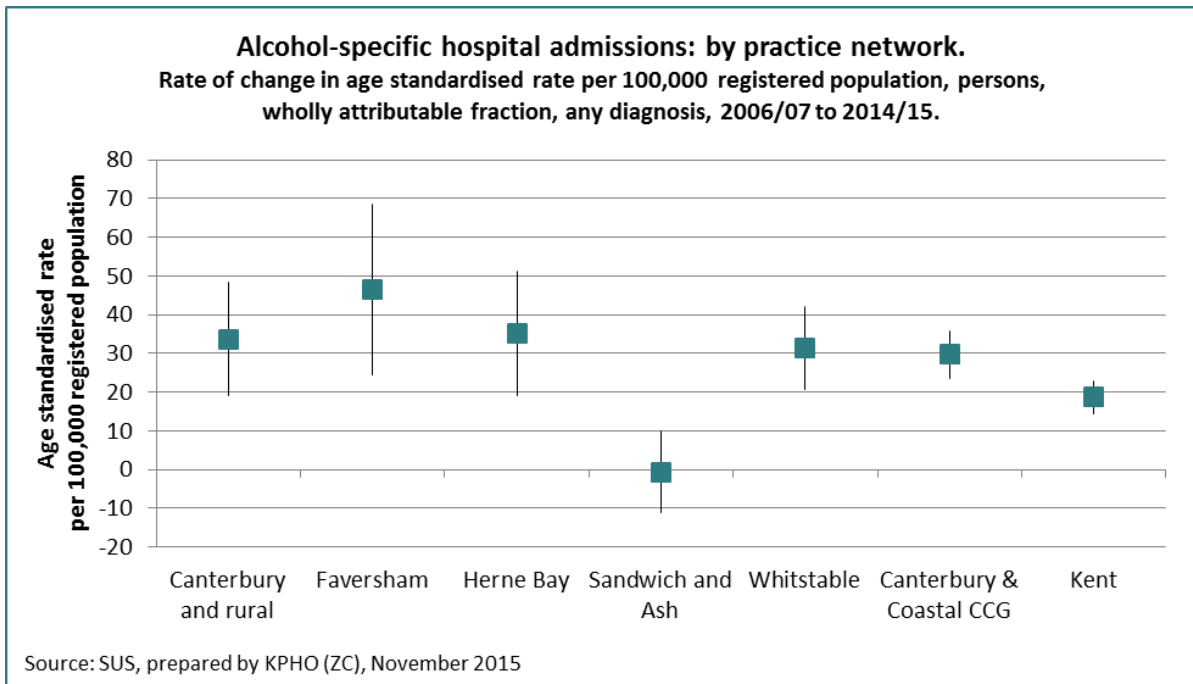 Alcohol-specific hospital admissions: by practice network.
Rate of change in age standardised rate per 100,000 registered population, persons,
wholly attributable fraction, any diagnosis, 2006/07 to 2014/15.
Age standardised rate
per 100,000 registered population
80
70
60
50
40
30
20
10
0
-10
-20
Canterbury
and rural
Faversham
Herne Bay
Sandwich and
Ash
Whitstable
Canterbury &
Coastal CCG
Kent
Source: SUS, prepared by KPHO (ZC), November 2015